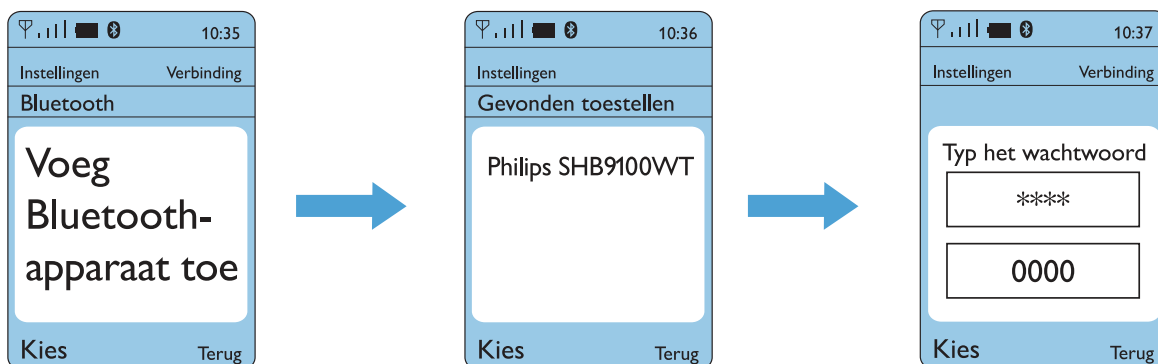 10:35
Instellingen Verbinding
Bluetooth
Voeg
Bluetooth-
apparaat toe
Kies Terug
10:36
Instellingen
Gevonden toestellen
Philips SHB9100WT
Kies Terug
10:37
Instellingen Verbinding
Typ het wachtwoord
****
0000
Kies Terug